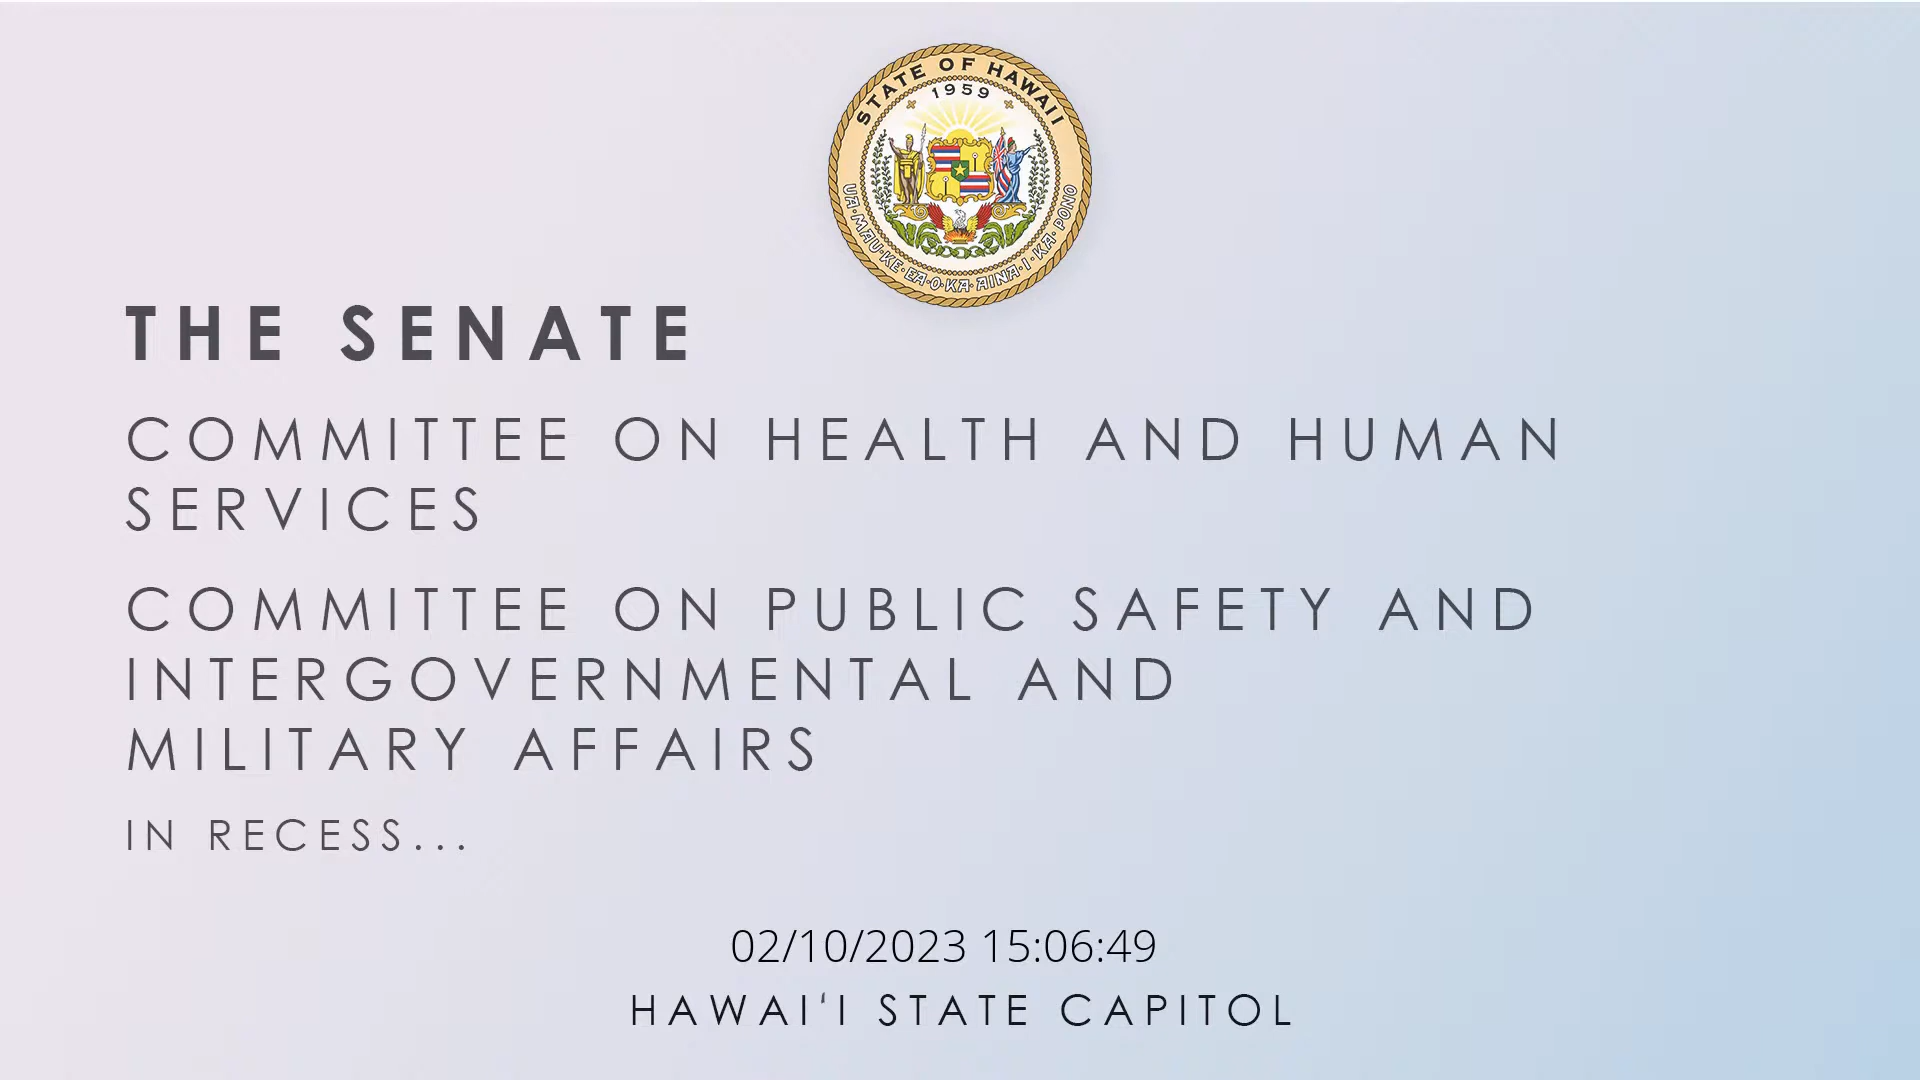 STATE OF HAWAII
1959
UA·MAU·KE·EA·O·KA·AINA·I·KA·PONO
THE SENATE
COMMITTEE ON HEALTH AND HUMAN
SERVICES
COMMITTEE ON PUBLIC SAFETY AND
INTERGOVERNMENTAL AND
MILITARY AFFAIRS
IN RECESS...
02/10/2023 15:06:49
HAWAIʻI STATE CAPITOL